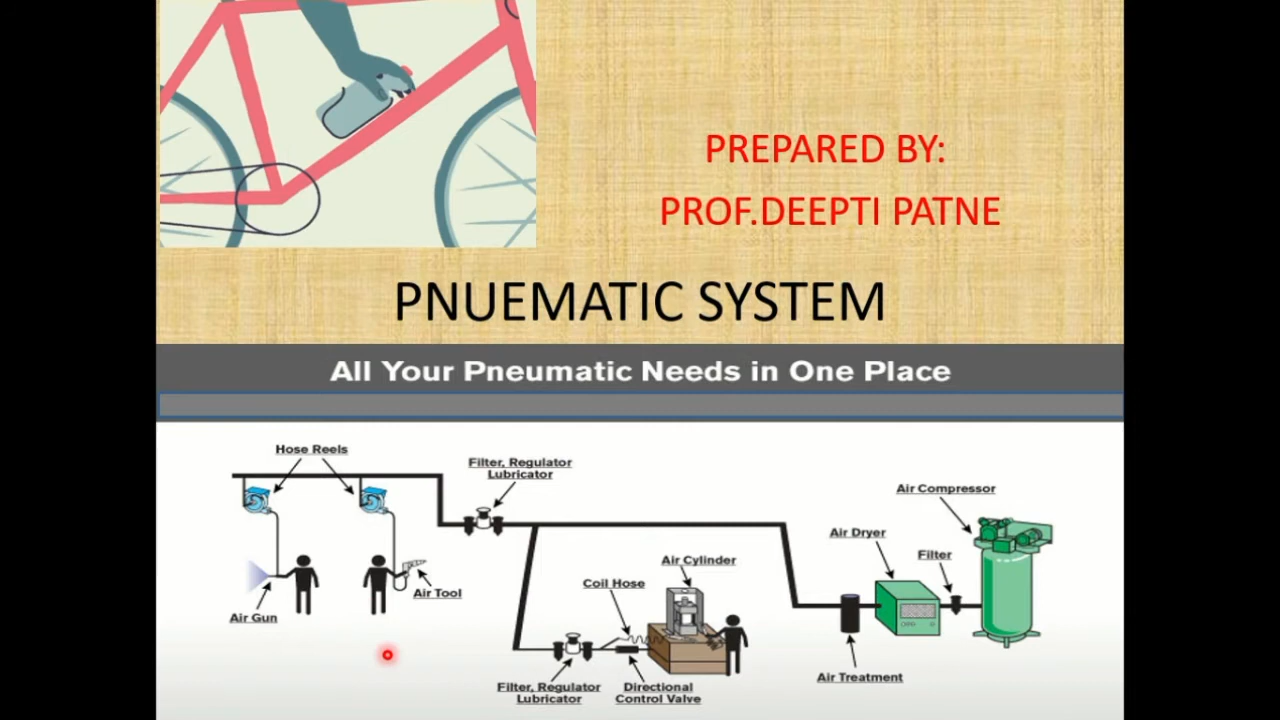 PREPARED BY:
PROF.DEEPTI PATNE
PNUEMATIC SYSTEM
All Your Pneumatic Needs in One Place
Hose Reels
Filter, Regulator
Lubricator
Air Compressor
Air Dryer
Filter
Air Cylinder
Coil Hose
Air Tool
Air Gun
Air Treatment
Filter, Regulator
Lubricator
Directional
Control Valve